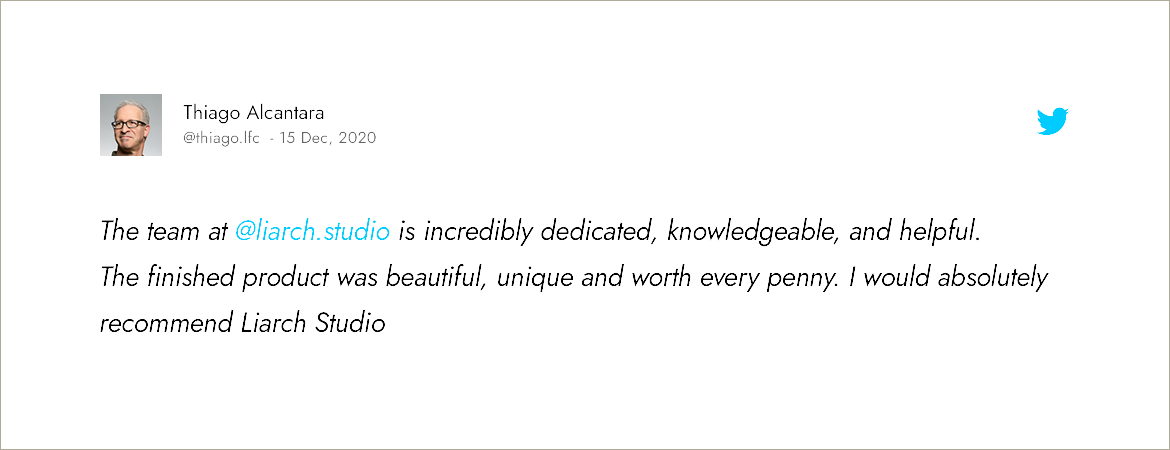 Thiago Alcantara
@thiago.lfc - 15 Dec, 2020
The team at @liarch.studio is incredibly dedicated, knowledgeable, and helpful.
The finished product was beautiful, unique and worth every penny. I would absolutely
recommend Liarch Studio